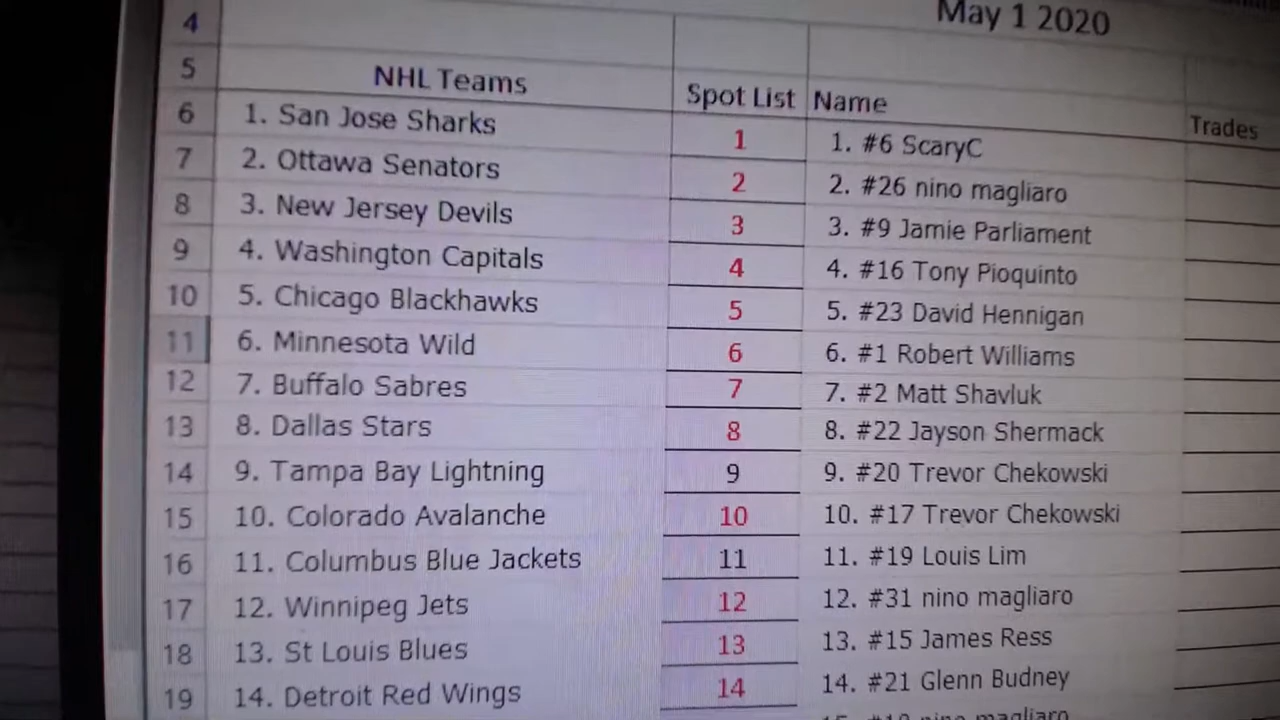 May 1 2020
4
5 NHL Teams Spot List Name Trades
6 1. San Jose Sharks 1 1. #6 ScaryC
7 2. Ottawa Senators 2 2. #26 nino magliaro
8 3. New Jersey Devils 3 3. #9 Jamie Parliament
9 4. Washington Capitals 4 4. #16 Tony Pioquinto
10 5. Chicago Blackhawks 5 5. #23 David Hennigan
11 6. Minnesota Wild 6 6. #1 Robert Williams
12 7. Buffalo Sabres 7 7. #2 Matt Shavluk
13 8. Dallas Stars 8 8. #22 Jayson Shermack
14 9. Tampa Bay Lightning 9 9. #20 Trevor Chekowski
15 10. Colorado Avalanche 10 10. #17 Trevor Chekowski
16 11. Columbus Blue Jackets 11 11. #19 Louis Lim
17 12. Winnipeg Jets 12 12. #31 nino magliaro
18 13. St Louis Blues 13 13. #15 James Ress
19 14. Detroit Red Wings 14 14. #21 Glenn Budney
nino magliaro